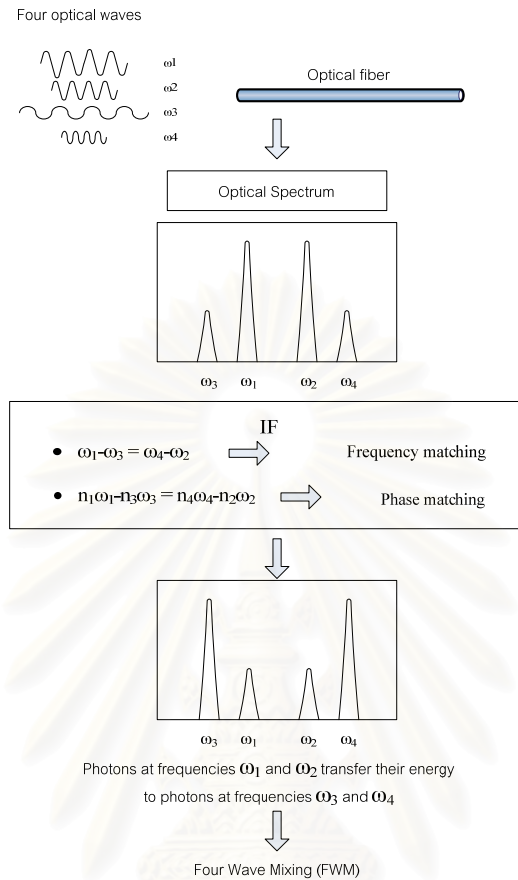 Four optical waves
ω1
ω2
ω3
ω4
Optical fiber
Optical Spectrum
ω₃ ω₁ ω₂ ω₄
IF
• ω₁-ω₃ = ω₄-ω₂ Frequency matching
• n₁ω₁-n₃ω₃ = n₄ω₄-n₂ω₂ Phase matching
ω₃ ω₁ ω₂ ω₄
Photons at frequencies ω₁ and ω₂ transfer their energy
to photons at frequencies ω₃ and ω₄
Four Wave Mixing (FWM)